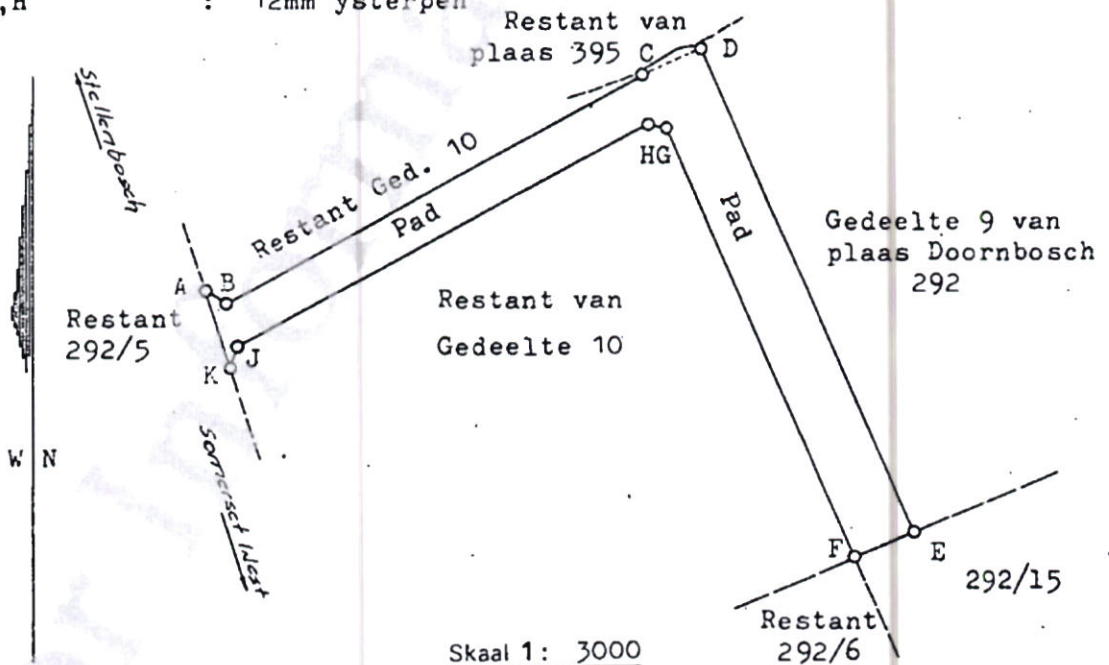 ,H : 12mm ysterpen
Restant van
plaas 395
C
D
Stellenbosch
Restant Ged. 10
Pad
HG
Pad
Gedeelte 9 van
plaas Doornbosch
292
A
B
Restant
292/5
Restant van
Gedeelte 10
J
K
W N
Somerset West
F
E
292/15
Restant
292/6
Skaal 1: 3000